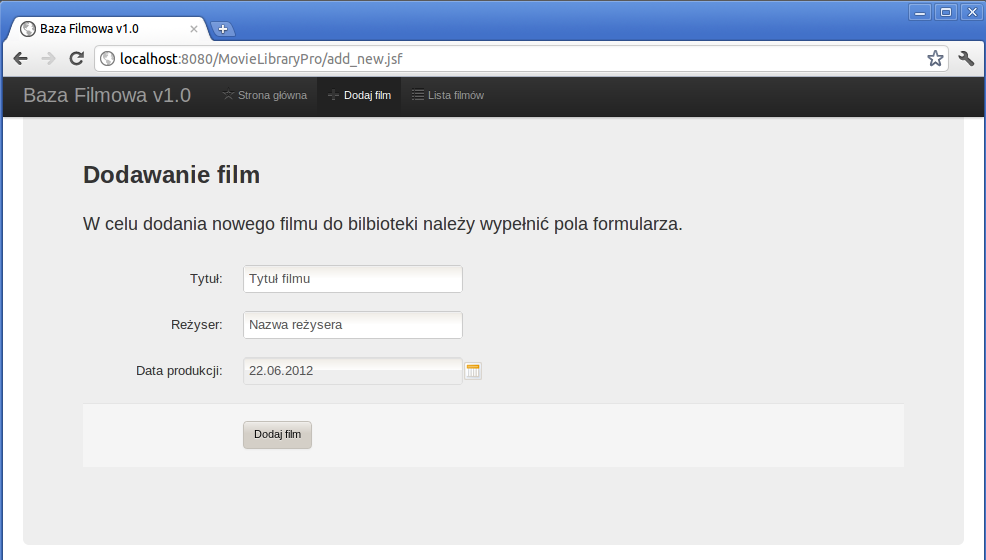 Baza Filmowa v1.0
localhost:8080/MovieLibraryPro/add_new.jsf
Baza Filmowa v1.0 Strona główna Dodaj film Lista filmów
Dodawanie film
W celu dodania nowego filmu do bilbioteki należy wypełnić pola formularza.
Tytuł: Tytuł filmu
Reżyser: Nazwa reżysera
Data produkcji: 22.06.2012
Dodaj film